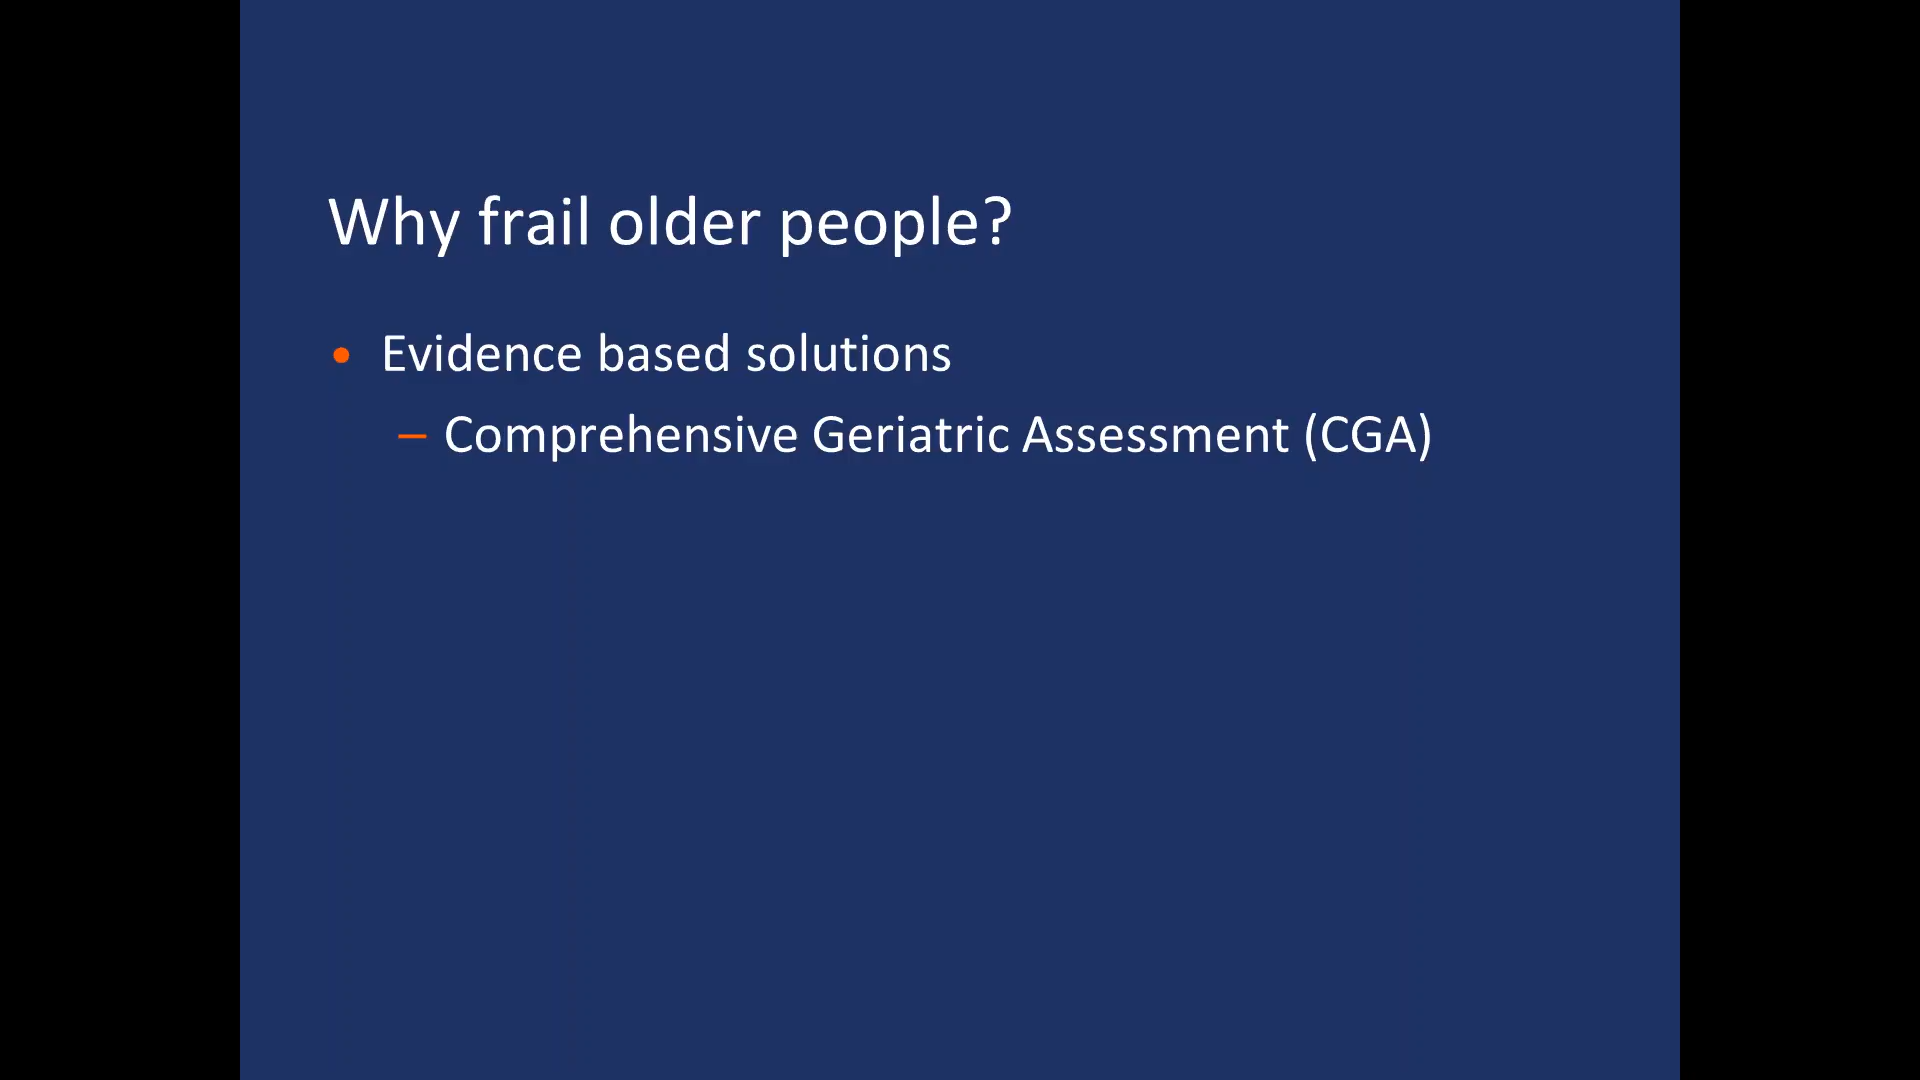 Why frail older people?
• Evidence based solutions
– Comprehensive Geriatric Assessment (CGA)